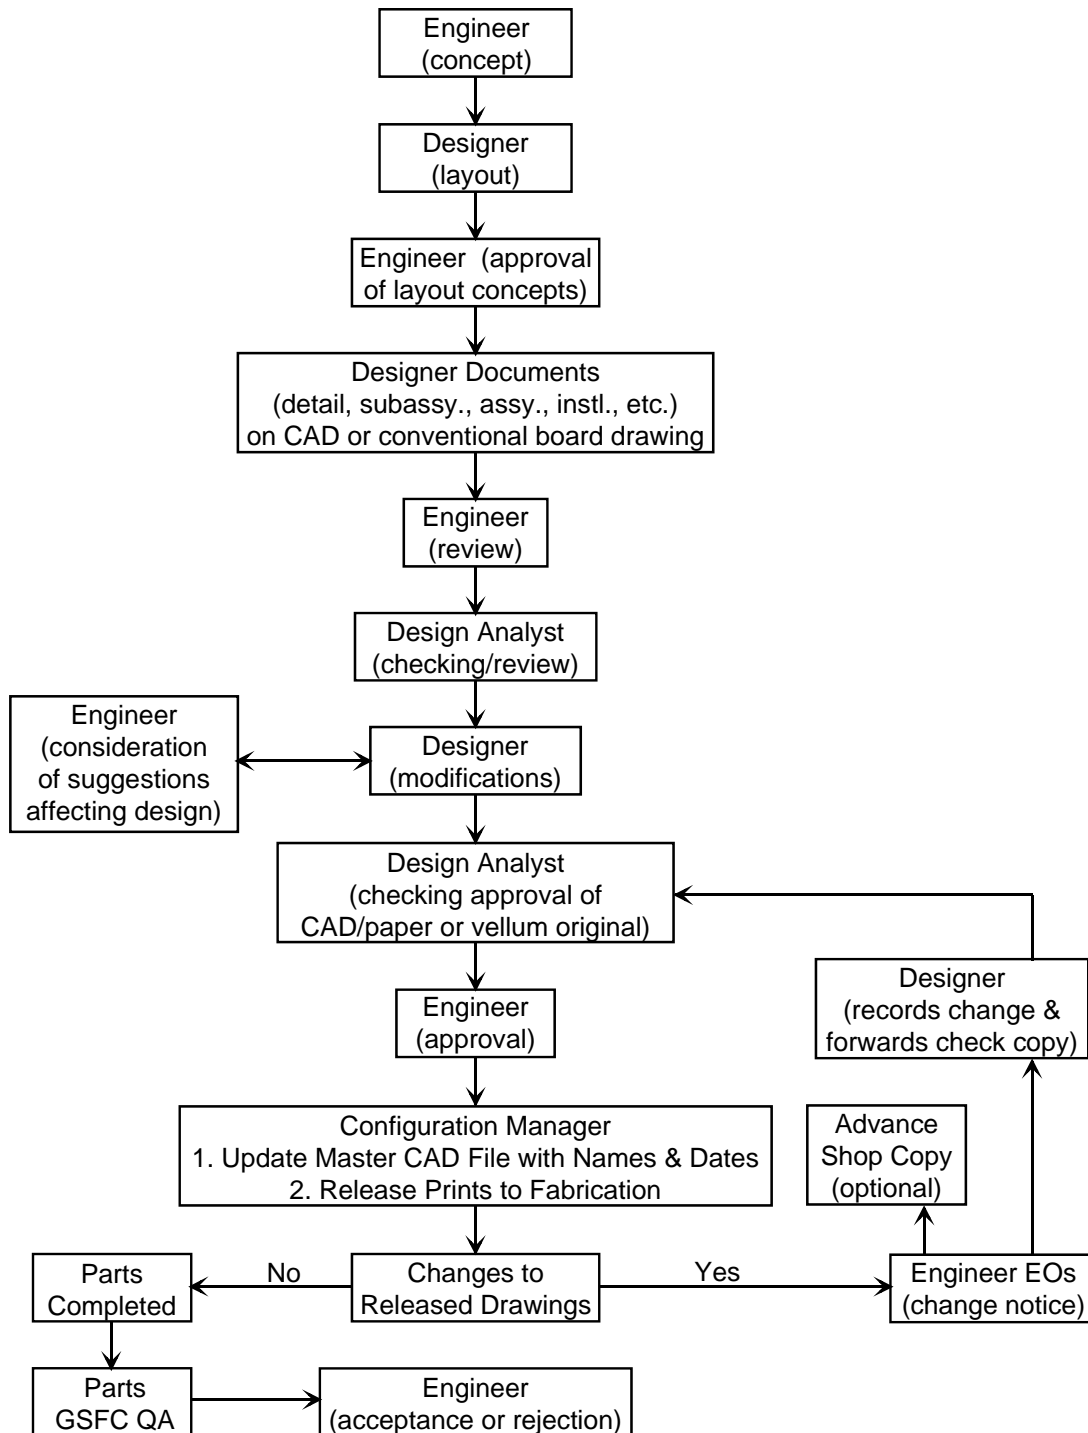 Engineer
(concept)
Designer
(layout)
Engineer  (approval
of layout concepts)
Designer Documents
(detail, subassy., assy., instl., etc.)
on CAD or conventional board drawing
Engineer
(review)
Design Analyst
(checking/review)
Engineer
(consideration
of suggestions
affecting design)
Designer
(modifications)
Design Analyst
(checking approval of
CAD/paper or vellum original)
Designer
(records change &
forwards check copy)
Engineer
(approval)
Configuration Manager
1. Update Master CAD File with Names & Dates
2. Release Prints to Fabrication
Advance
Shop Copy
(optional)
Parts
Completed
No
Changes to
Released Drawings
Yes
Engineer EOs
(change notice)
Parts
GSFC QA
Engineer
(acceptance or rejection)